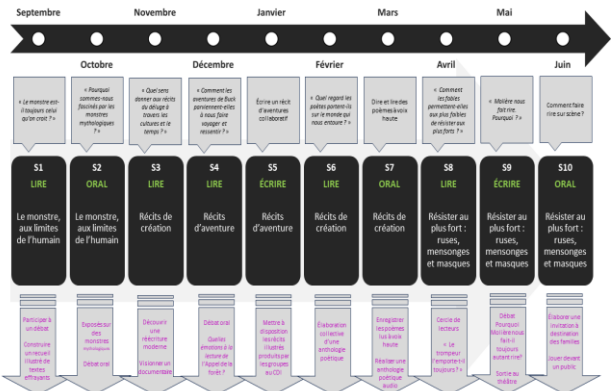 Septembre
Novembre
Janvier
Mars
Mai
Octobre
Décembre
Février
Avril
Juin
« Le monstre est-
il toujours celui
qu'on croit ? »
« Pourquoi
sommes-nous
fascinés par les
monstres
mythologiques
? »
« Quel sens
donner aux récits
du déluge à
travers les
cultures et le
temps ? »
« Comment les
aventures de Buck
parviennent-elles
à nous faire
voyager et
ressentir ? »
Écrire un récit
d'aventures
collaboratif
« Quel regard les
poètes portent-ils
sur le monde qui
nous entoure ? »
Dire et lire des
poèmes à voix
haute
« Comment
les fables
permettent-elles
aux plus faibles
de résister aux
plus forts ? »
« Molière nous
fait rire.
Pourquoi ? »
Comment faire
rire sur scène ?
S1
LIRE
Le monstre,
aux limites
de l'humain
S2
ORAL
Le monstre,
aux limites
de l'humain
S3
LIRE
Récits de
création
S4
LIRE
Récits
d'aventure
S5
ÉCRIRE
Récits
d'aventure
S6
LIRE
Récits de
création
S7
ORAL
Récits de
création
S8
LIRE
Résister au
plus fort :
ruses,
mensonges
et masques
S9
ÉCRIRE
Résister au
plus fort :
ruses,
mensonges
et masques
S10
ORAL
Résister au
plus fort :
ruses,
mensonges
et masques
Participer à
un débat
Construire
un recueil
illustré de
textes
effrayants
Exposés sur
des
monstres
mythologiques
Débat oral
Découvrir
une
réécriture
moderne
Visionner un
documentaire
Débat oral
Quelles
émotions à la
lecture de
l'Appel de la
forêt ?
Mettre à
disposition
les récits
illustrés
produits par
les groupes
au CDI
Élaboration
collective
d'une
anthologie
poétique
Enregistrer
les poèmes
lus à voix
haute
Réaliser une
anthologie
poétique
audio
Cercle de
lecteurs
« Le
trompeur
l'emporte-t-il
toujours ? »
Débat
Pourquoi
Molière nous
fait-il
toujours
autant rire?
Sortie au
théâtre
Élaborer une
invitation à
destination
des familles
Jouer devant
un public